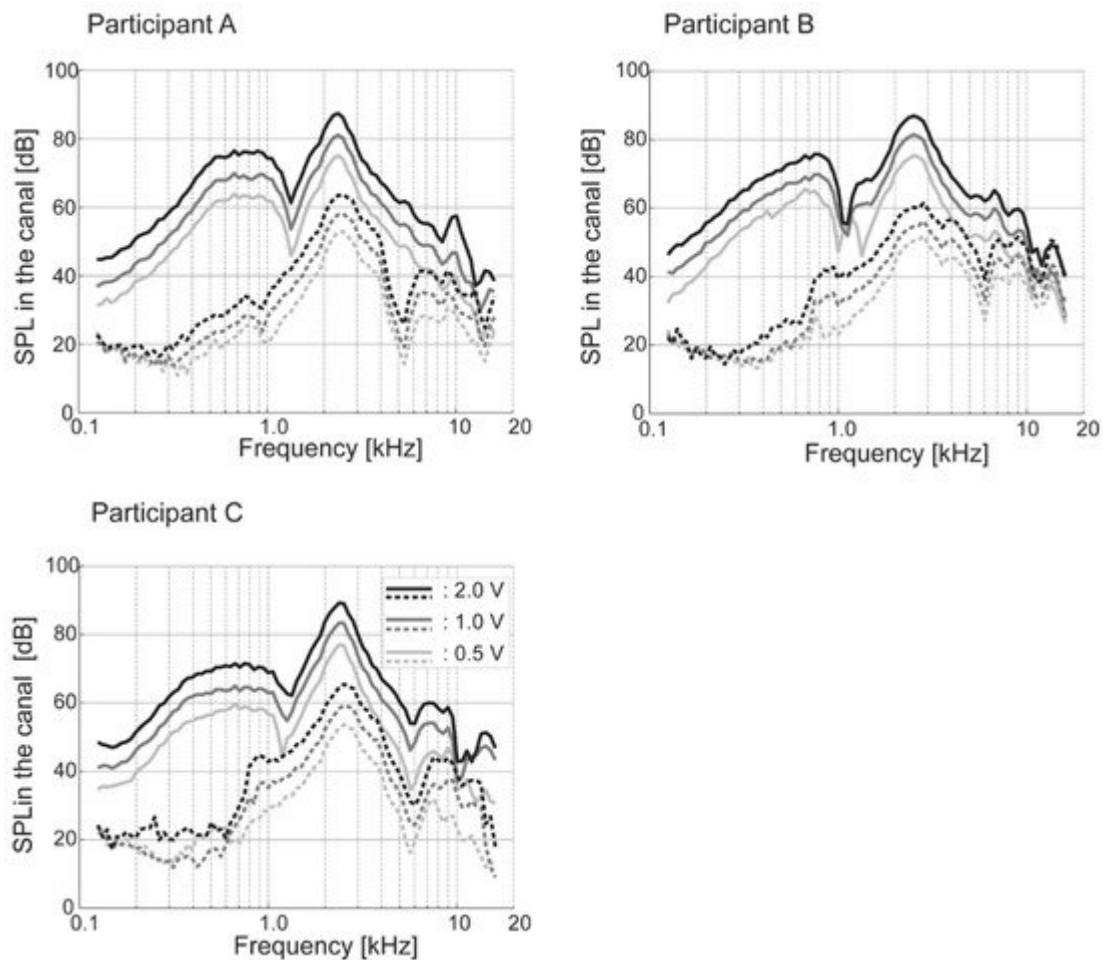 Participant A
100
80
60
40
20
0
SPL in the canal [dB]
0.1
1.0
10
20
Frequency [kHz]
Participant B
100
80
60
40
20
0
SPL in the canal [dB]
0.1
1.0
10
20
Frequency [kHz]
Participant C
100
80
60
40
20
0
SPLin the canal [dB]
: 2.0 V
: 1.0 V
: 0.5 V
0.1
1.0
10
20
Frequency [kHz]